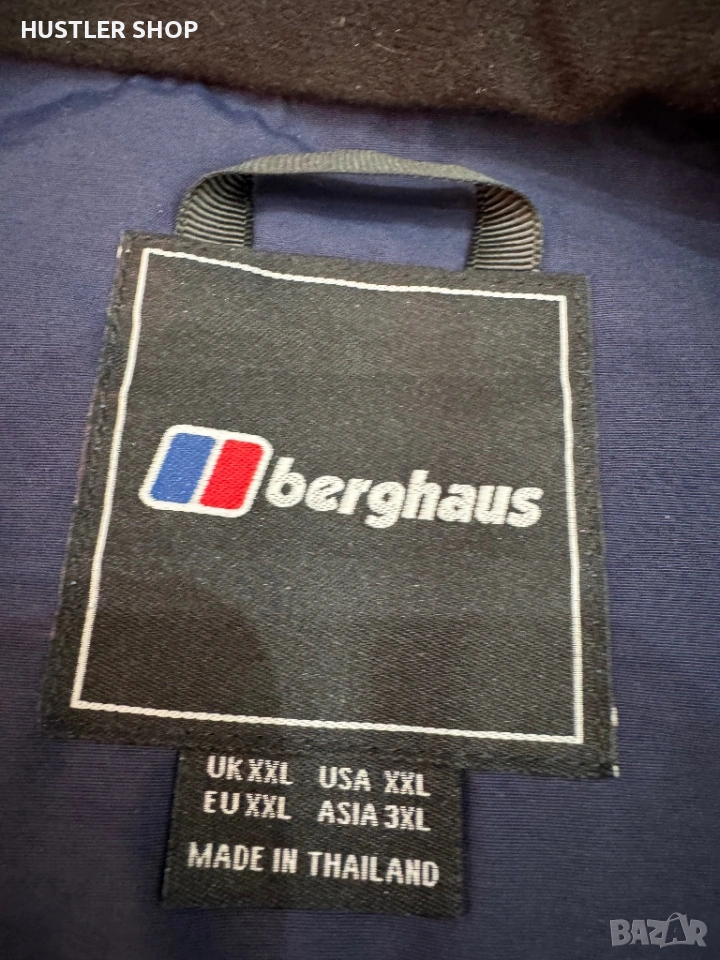 HUSTLER SHOP
berghaus
UK XXL USA XXL
EU XXL ASIA 3XL
MADE IN THAILAND
BAZAR